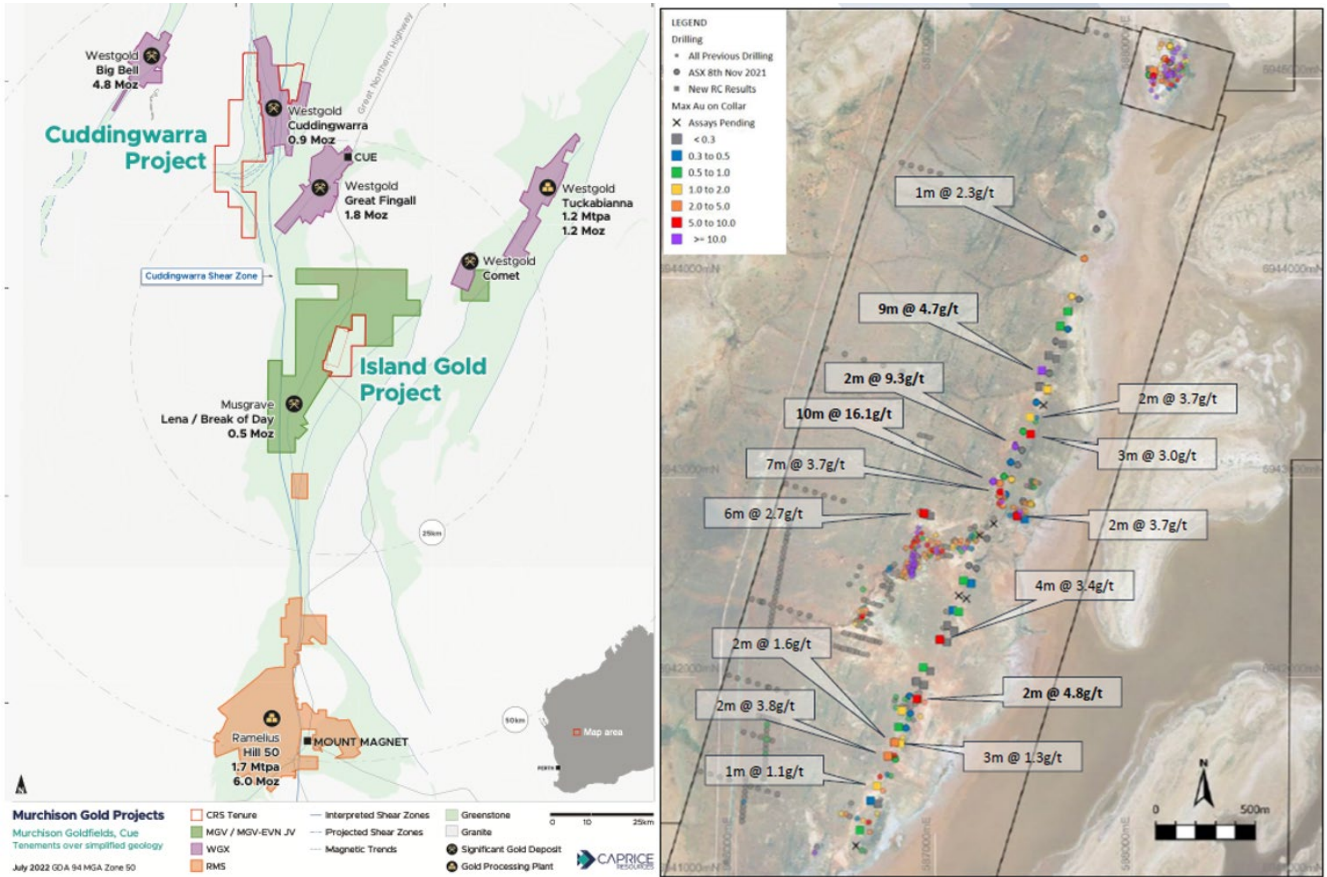 Westgold
Big Bell
4.8 Moz
Cuddingwarra
Project
Westgold
Cuddingwarra
0.9 Moz
Great Northern Highway
CUE
Westgold
Great Fingall
1.8 Moz
Westgold
Tuckabianna
1.2 Mtpa
1.2 Moz
Westgold
Comet
Cuddingwarra Shear Zone
Island Gold
Project
Musgrave
Lena / Break of Day
0.5 Moz
25km
50km
Ramelius
Hill 50
1.7 Mtpa
6.0 Moz
MOUNT MAGNET
Map area
PERTH
N
Murchison Gold Projects
Murchison Goldfields, Cue
Tenements over simplified geology
July 2022 GDA 94 MGA Zone 50
CRS Tenure
MGV / MGV-EVN JV
WGX
RMS
Interpreted Shear Zones
Projected Shear Zones
Magnetic Trends
Greenstone
Granite
Significant Gold Deposit
Gold Processing Plant
0 10 25km
CAPRICE
RESOURCES
LEGEND
Drilling
All Previous Drilling
ASX 8th Nov 2021
New RC Results
Max Au on Collar
Assays Pending
< 0.3
0.3 to 0.5
0.5 to 1.0
1.0 to 2.0
2.0 to 5.0
5.0 to 10.0
>= 10.0
6945000mN
1m @ 2.3g/t
6944000mN
9m @ 4.7g/t
2m @ 9.3g/t
2m @ 3.7g/t
10m @ 16.1g/t
3m @ 3.0g/t
7m @ 3.7g/t
6943000mN
6m @ 2.7g/t
2m @ 3.7g/t
4m @ 3.4g/t
2m @ 1.6g/t
6942000mN
2m @ 4.8g/t
2m @ 3.8g/t
3m @ 1.3g/t
1m @ 1.1g/t
N
0 500m
6941000mN
587000mE
588000mE